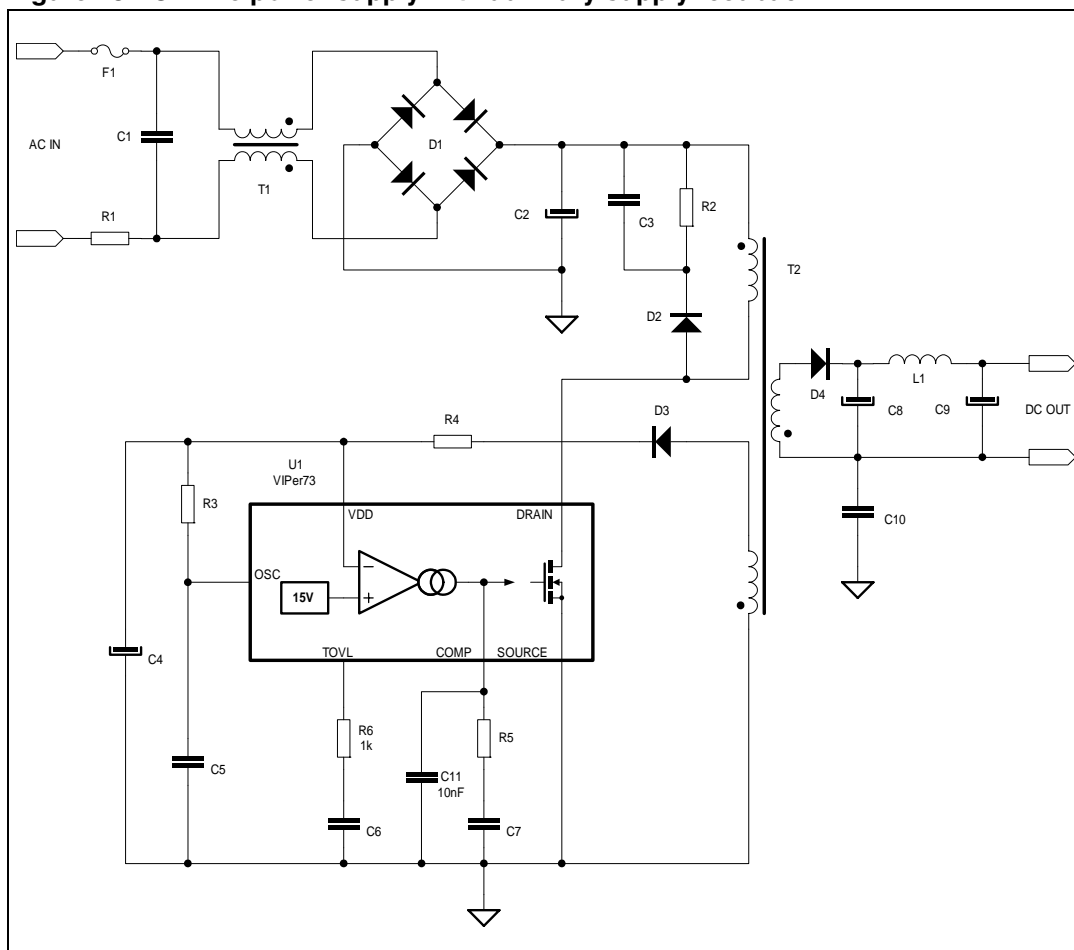 F1
C1
AC IN
T1
R1
D1
C2
C3
R2
T2
D2
D4
L1
C8
C9
DC OUT
C10
D3
R4
U1
VIPer73
R3
VDD
DRAIN
OSC
15V
TOVL
COMP
SOURCE
C4
C5
R6
1k
C6
C11
10nF
R5
C7